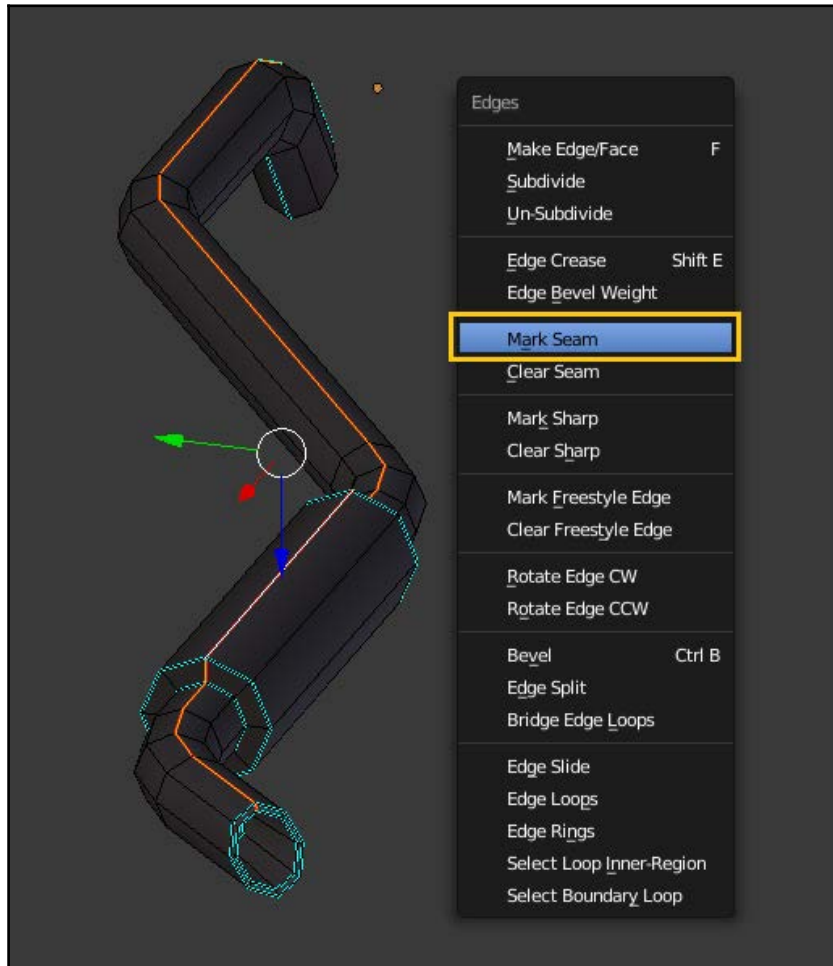 Edges
Make Edge/Face F
Subdivide
Un-Subdivide
Edge Crease Shift E
Edge Bevel Weight
Mark Seam
Clear Seam
Mark Sharp
Clear Sharp
Mark Freestyle Edge
Clear Freestyle Edge
Rotate Edge CW
Rotate Edge CCW
Bevel Ctrl B
Edge Split
Bridge Edge Loops
Edge Slide
Edge Loops
Edge Rings
Select Loop Inner-Region
Select Boundary Loop